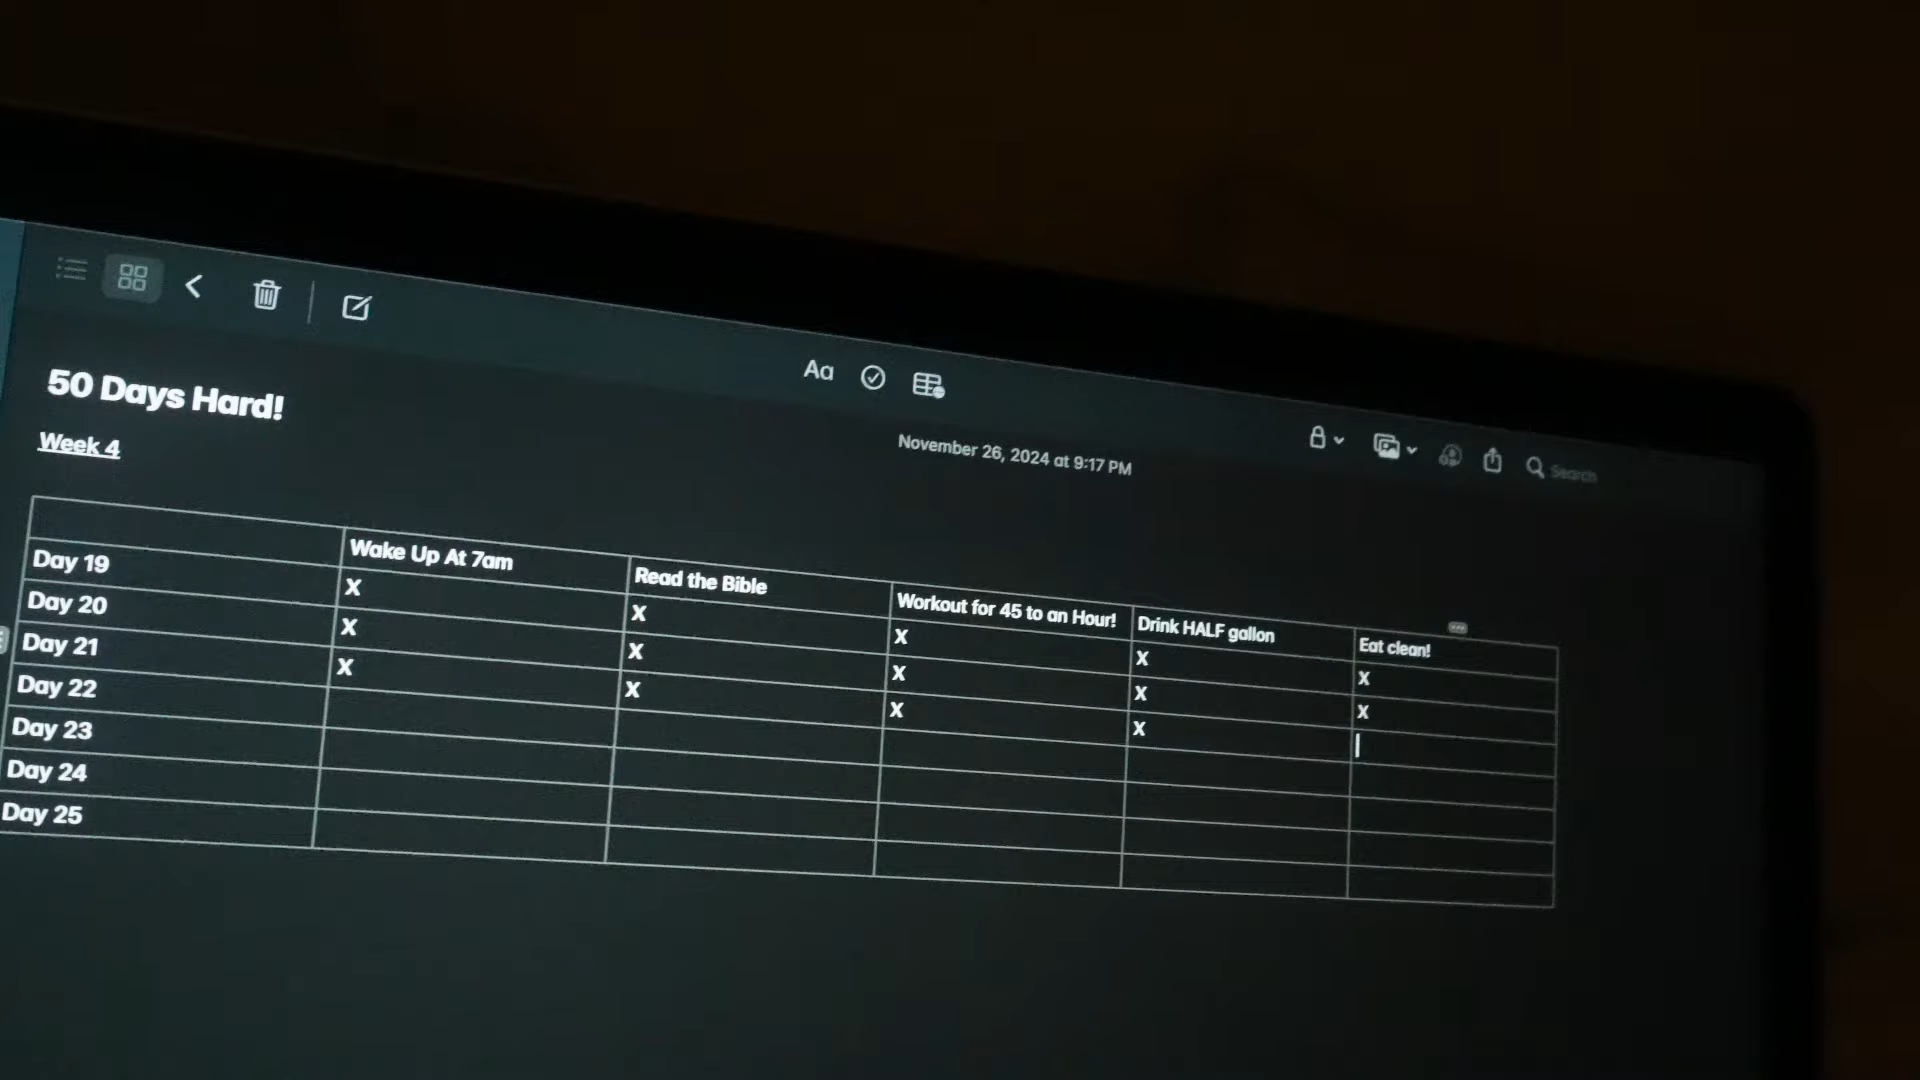 Aa
Search
November 26, 2024 at 9:17 PM
50 Days Hard!
Week 4
Wake Up At 7am Read the Bible Workout for 45 to an Hour! Drink HALF gallon Eat clean!
Day 19 X X X X X
Day 20 X X X X X
Day 21 X X X X
Day 22
Day 23
Day 24
Day 25